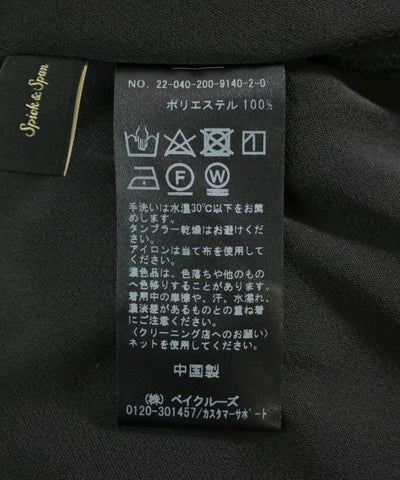 Spick & Span
NO. 22-040-200-9140-2-0
ポリエステル 100%
F
W
手洗いは水温30℃以下をお薦
めします。
タンブラー乾燥はお避けくださ
い。
アイロンは当て布を使用して
ください。
濃色品は、色落ちや他のもの
へ色移りすることがあります。
着用中の摩擦や、汗、水濡れ、
濃淡差があるものとの重ね着
にご注意ください。
〈クリーニング店へのお願い〉
ネットを使用してください。
中国製
(株) ベイクルーズ
0120-301457/カスタマーサポート